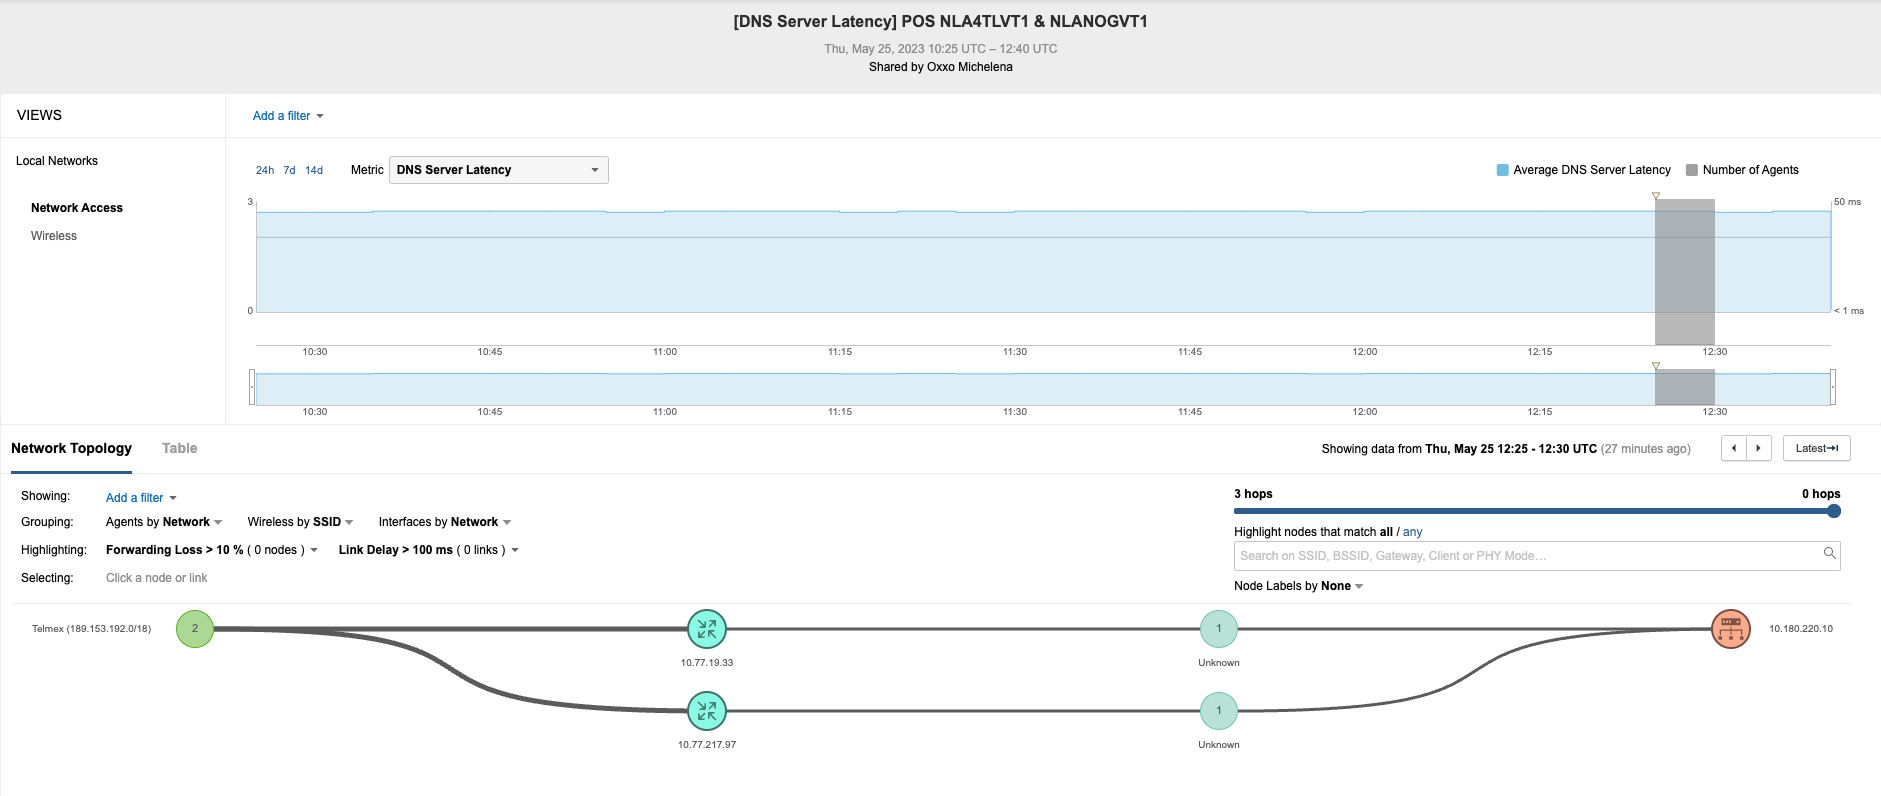 [DNS Server Latency] POS NLA4TLVT1 & NLANOGVT1
Thu, May 25, 2023 10:25 UTC – 12:40 UTC
Shared by Oxxo Michelena
VIEWS
Add a filter
Local Networks
Network Access
Wireless
24h 7d 14d
Metric DNS Server Latency
Average DNS Server Latency
Number of Agents
3
50 ms
0
< 1 ms
10:30 10:45 11:00 11:15 11:30 11:45 12:00 12:15 12:30
10:30 10:45 11:00 11:15 11:30 11:45 12:00 12:15 12:30
Network Topology
Table
Showing data from Thu, May 25 12:25 - 12:30 UTC (27 minutes ago)
Latest
Showing: Add a filter
Grouping: Agents by Network Wireless by SSID Interfaces by Network
Highlighting: Forwarding Loss > 10 % ( 0 nodes ) Link Delay > 100 ms ( 0 links )
Selecting: Click a node or link
3 hops
0 hops
Highlight nodes that match all / any
Search on SSID, BSSID, Gateway, Client or PHY Mode...
Node Labels by None
Telmex (189.153.192.0/18)
2
1
10.180.220.10
10.77.19.33
Unknown
1
10.77.217.97
Unknown